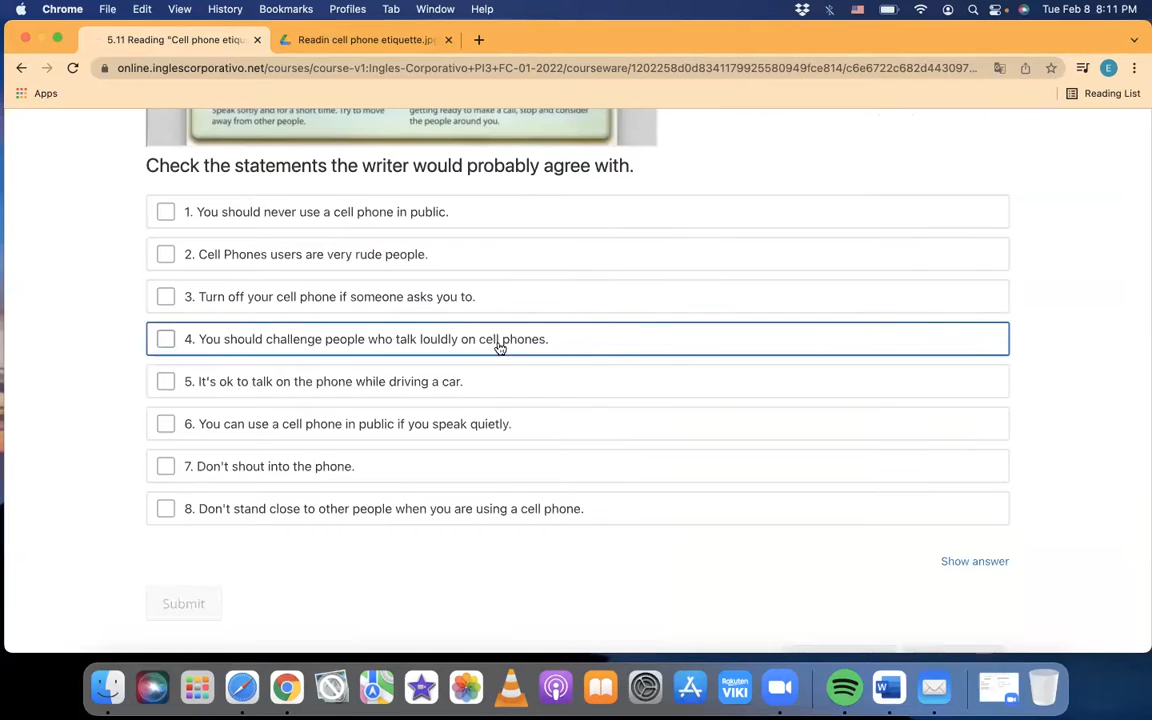 Chrome File Edit View History Bookmarks Profiles Tab Window Help Tue Feb 8 8:11 PM
5.11 Reading "Cell phone etiqu Readin cell phone etiquette.jp
online.inglescorporativo.net/courses/course-v1:Ingles-Corporativo+PI3+FC-01-2022/courseware/1202258d0d8341179925580949fce814/c6e6722c682d443097... E
Apps Reading List
Speak softly and for a short time. Try to move
away from other people.
getting ready to make a call, stop and consider
the people around you.
Check the statements the writer would probably agree with.
1. You should never use a cell phone in public.
2. Cell Phones users are very rude people.
3. Turn off your cell phone if someone asks you to.
4. You should challenge people who talk louldly on cell phones.
5. It's ok to talk on the phone while driving a car.
6. You can use a cell phone in public if you speak quietly.
7. Don't shout into the phone.
8. Don't stand close to other people when you are using a cell phone.
Show answer
Submit
Rakuten
VIKI
W